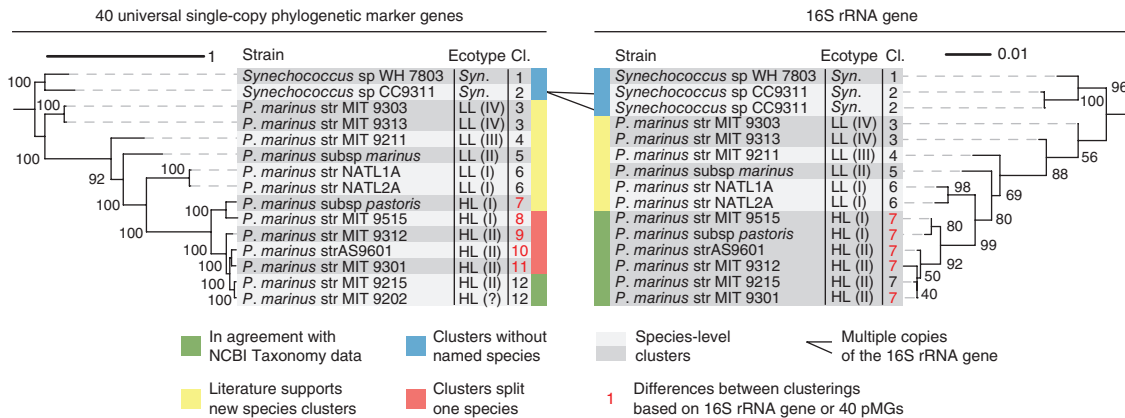 40 universal single-copy phylogenetic marker genes
16S rRNA gene
1
Strain Ecotype Cl.
Synechococcus sp WH 7803 Syn. 1
Synechococcus sp CC9311 Syn. 2
P. marinus str MIT 9303 LL (IV) 3
P. marinus str MIT 9313 LL (IV) 3
P. marinus str MIT 9211 LL (III) 4
P. marinus subsp marinus LL (II) 5
P. marinus str NATL1A LL (I) 6
P. marinus str NATL2A LL (I) 6
P. marinus subsp pastoris HL (I) 7
P. marinus str MIT 9515 HL (I) 8
P. marinus str MIT 9312 HL (II) 9
P. marinus strAS9601 HL (II) 10
P. marinus str MIT 9301 HL (II) 11
P. marinus str MIT 9215 HL (II) 12
P. marinus str MIT 9202 HL (?) 12
100
100
100
92
100
100
100
100
100
100
100
Strain Ecotype Cl.
0.01
Synechococcus sp WH 7803 Syn. 1
Synechococcus sp CC9311 Syn. 2
Synechococcus sp CC9311 Syn. 2
P. marinus str MIT 9303 LL (IV) 3
P. marinus str MIT 9313 LL (IV) 3
P. marinus str MIT 9211 LL (III) 4
P. marinus subsp marinus LL (II) 5
P. marinus str NATL1A LL (I) 6
P. marinus str NATL2A LL (I) 6
P. marinus str MIT 9515 HL (I) 7
P. marinus subsp pastoris HL (I) 7
P. marinus strAS9601 HL (II) 7
P. marinus str MIT 9312 HL (II) 7
P. marinus str MIT 9215 HL (II) 7
P. marinus str MIT 9301 HL (II) 7
96
100
56
88
69
98
80
80
99
92
50
40
In agreement with
NCBI Taxonomy data
Clusters without
named species
Species-level
clusters
Multiple copies
of the 16S rRNA gene
Literature supports
new species clusters
Clusters split
one species
1 Differences between clusterings
based on 16S rRNA gene or 40 pMGs